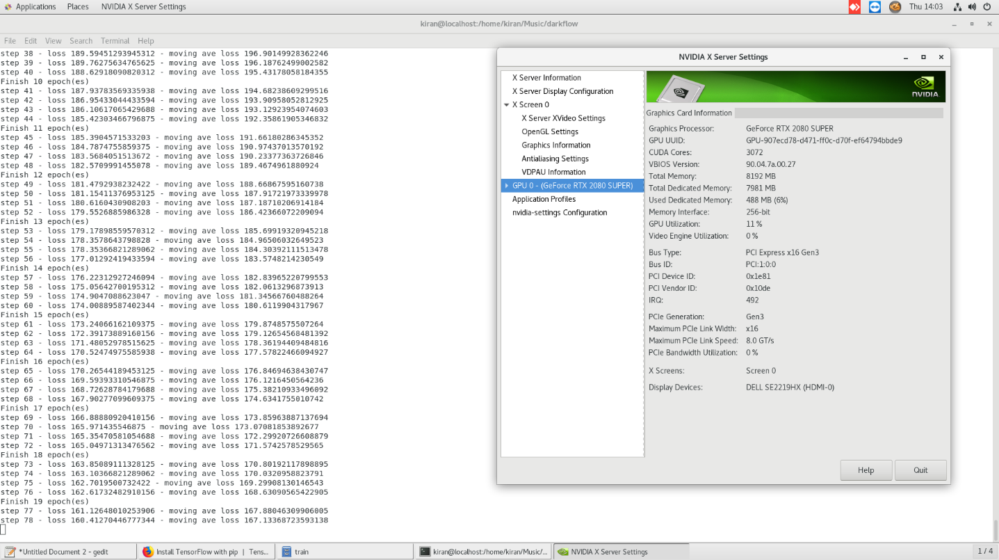 Applications Places NVIDIA X Server Settings Thu 14:03
kiran@localhost:/home/kiran/Music/darkflow
File Edit View Search Terminal Help
step 38 - loss 189.59451293945312 - moving ave loss 196.90149928362246
step 39 - loss 189.76275634765625 - moving ave loss 196.18762499002582
step 40 - loss 188.62918090820312 - moving ave loss 195.43178058184355
Finish 10 epoch(es)
step 41 - loss 187.93783569335938 - moving ave loss 194.68238609299516
step 42 - loss 186.95433044433594 - moving ave loss 193.90958052812925
step 43 - loss 186.10617065429688 - moving ave loss 193.12923954074603
step 44 - loss 185.42303466796875 - moving ave loss 192.35861905346832
Finish 11 epoch(es)
step 45 - loss 185.3904571533203 - moving ave loss 191.66180286345352
step 46 - loss 184.7874755859375 - moving ave loss 190.97437013570192
step 47 - loss 183.5684051513672 - moving ave loss 190.23377363726846
step 48 - loss 182.5709991455078 - moving ave loss 189.4674961880924
Finish 12 epoch(es)
step 49 - loss 181.4792938232422 - moving ave loss 188.66867595160738
step 50 - loss 181.15411376953125 - moving ave loss 187.91721973339978
step 51 - loss 180.6160430908203 - moving ave loss 187.18710206914184
step 52 - loss 179.5526885986328 - moving ave loss 186.42366072209094
Finish 13 epoch(es)
step 53 - loss 179.17898559570312 - moving ave loss 185.69919320945218
step 54 - loss 178.3578643798828 - moving ave loss 184.96506032649523
step 55 - loss 178.35366821289062 - moving ave loss 184.30392111513478
step 56 - loss 177.01292419433594 - moving ave loss 183.5748214230549
Finish 14 epoch(es)
step 57 - loss 176.22312927246094 - moving ave loss 182.83965220799553
step 58 - loss 175.05642700195312 - moving ave loss 182.0613296873913
step 59 - loss 174.9047088623047 - moving ave loss 181.34566760488264
step 60 - loss 174.00889587402344 - moving ave loss 180.6119904317967
Finish 15 epoch(es)
step 61 - loss 173.24066162109375 - moving ave loss 179.8748575507264
step 62 - loss 172.39173889160156 - moving ave loss 179.12654568481392
step 63 - loss 171.48052978515625 - moving ave loss 178.36194409484816
step 64 - loss 170.52474975585938 - moving ave loss 177.57822466094927
Finish 16 epoch(es)
step 65 - loss 170.26544189453125 - moving ave loss 176.84694638430747
step 66 - loss 169.59393310546875 - moving ave loss 176.1216450564236
step 67 - loss 168.72628784179688 - moving ave loss 175.38210933496092
step 68 - loss 167.90277099609375 - moving ave loss 174.6341755010742
Finish 17 epoch(es)
step 69 - loss 166.88880920410156 - moving ave loss 173.85963887137694
step 70 - loss 165.971435546875 - moving ave loss 173.07081853892677
step 71 - loss 165.35470581054688 - moving ave loss 172.29920726608879
step 72 - loss 165.04971313476562 - moving ave loss 171.5742578529565
Finish 18 epoch(es)
step 73 - loss 163.85089111328125 - moving ave loss 170.80192117898895
step 74 - loss 163.10366821289062 - moving ave loss 170.0320958823791
step 75 - loss 162.7019500732422 - moving ave loss 169.29908130146543
step 76 - loss 162.61732482910156 - moving ave loss 168.63090565422905
Finish 19 epoch(es)
step 77 - loss 161.12648010253906 - moving ave loss 167.88046309906005
step 78 - loss 160.41270446777344 - moving ave loss 167.13368723593138
NVIDIA X Server Settings
X Server Information
X Server Display Configuration
X Screen 0
X Server XVideo Settings
OpenGL Settings
Graphics Information
Antialiasing Settings
VDPAU Information
GPU 0 - (GeForce RTX 2080 SUPER)
Application Profiles
nvidia-settings Configuration
NVIDIA.
Graphics Card Information
Graphics Processor: GeForce RTX 2080 SUPER
GPU UUID: GPU-907ecd78-d471-ff0c-d70f-ef64794bbde9
CUDA Cores: 3072
VBIOS Version: 90.04.7a.00.27
Total Memory: 8192 MB
Total Dedicated Memory: 7981 MB
Used Dedicated Memory: 488 MB (6%)
Memory Interface: 256-bit
GPU Utilization: 11 %
Video Engine Utilization: 0 %
Bus Type: PCI Express x16 Gen3
Bus ID: PCI:1:0:0
PCI Device ID: 0x1e81
PCI Vendor ID: 0x10de
IRQ: 492
PCIe Generation: Gen3
Maximum PCIe Link Width: x16
Maximum PCIe Link Speed: 8.0 GT/s
PCIe Bandwidth Utilization: 0 %
X Screens: Screen 0
Display Devices: DELL SE2219HX (HDMI-0)
Help Quit
*Untitled Document 2 - gedit Install TensorFlow with pip | Tens... train kiran@localhost:/home/kiran/Music/... NVIDIA X Server Settings 1 / 4